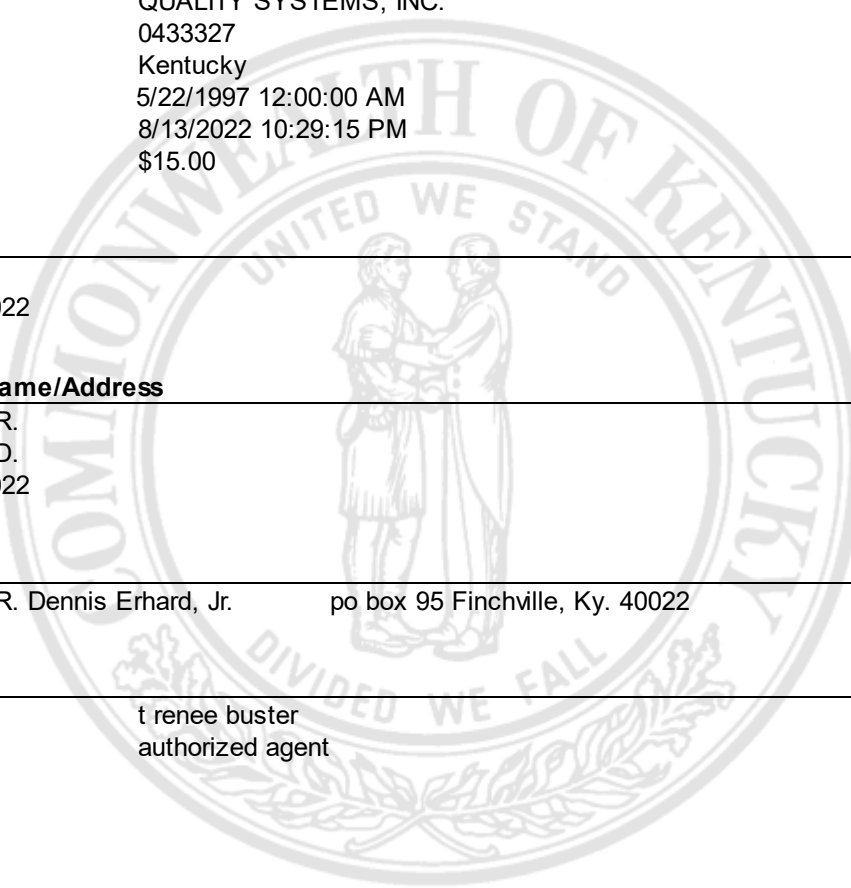 QUALITY SYSTEMS, INC.
0433327
Kentucky
5/22/1997 12:00:00 AM
8/13/2022 10:29:15 PM
$15.00
022
ame/Address
R.
D.
022
R. Dennis Erhard, Jr. po box 95 Finchville, Ky. 40022
t renee buster
authorized agent
COMMONWEALTH OF KENTUCKY
UNITED WE STAND
DIVIDED WE FALL